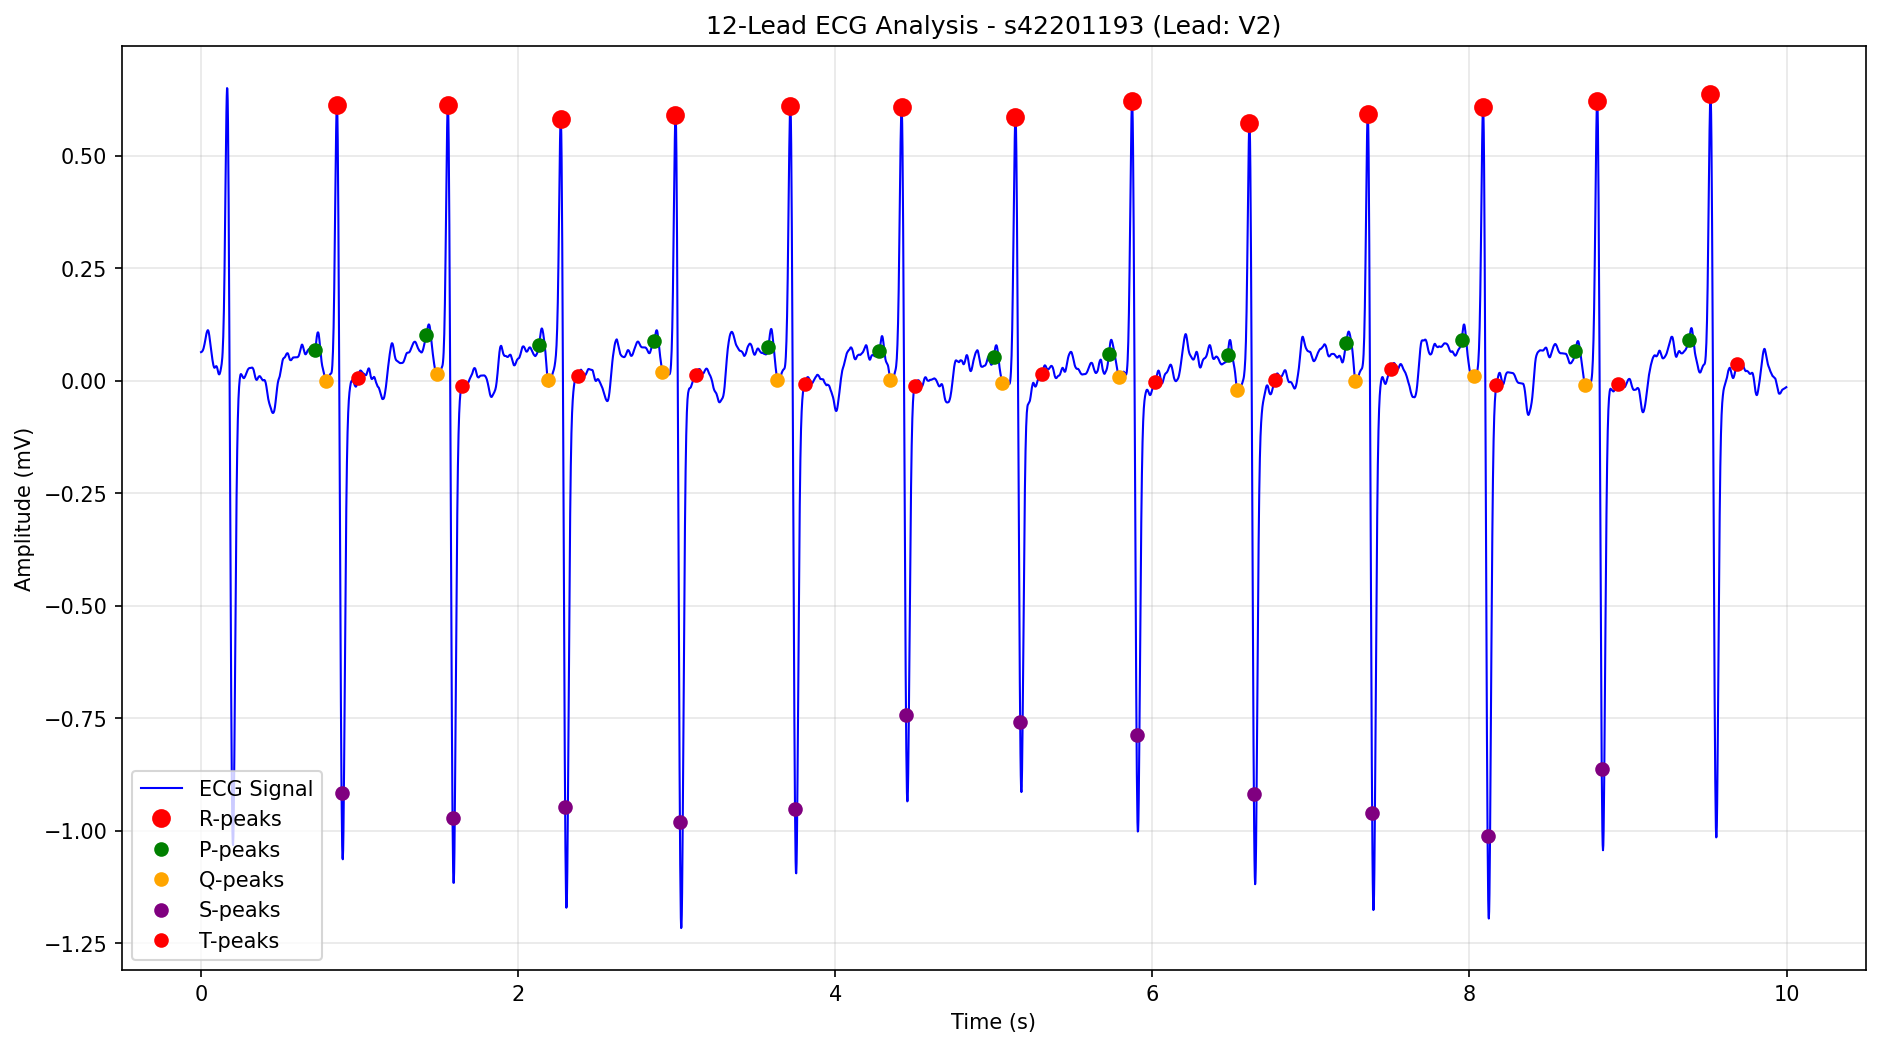 12-Lead ECG Analysis - s42201193 (Lead: V2)
Amplitude (mV)
0.50
0.25
0.00
−0.25
−0.50
−0.75
−1.00
−1.25
ECG Signal
R-peaks
P-peaks
Q-peaks
S-peaks
T-peaks
0 2 4 6 8 10
Time (s)